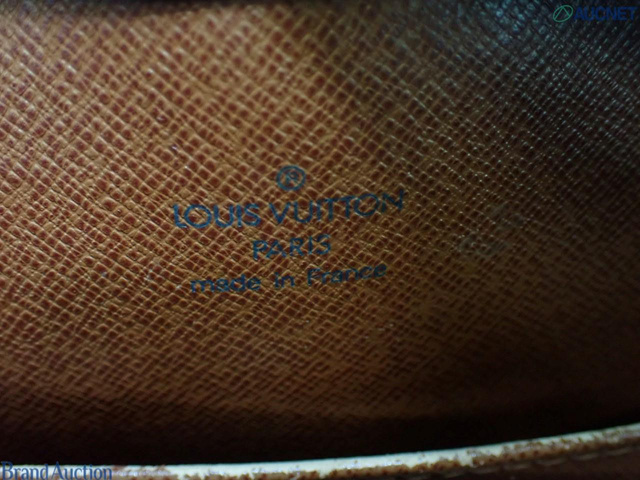 AUCNET
®
LOUIS VUITTON
PARIS
made in France
Brand Auction